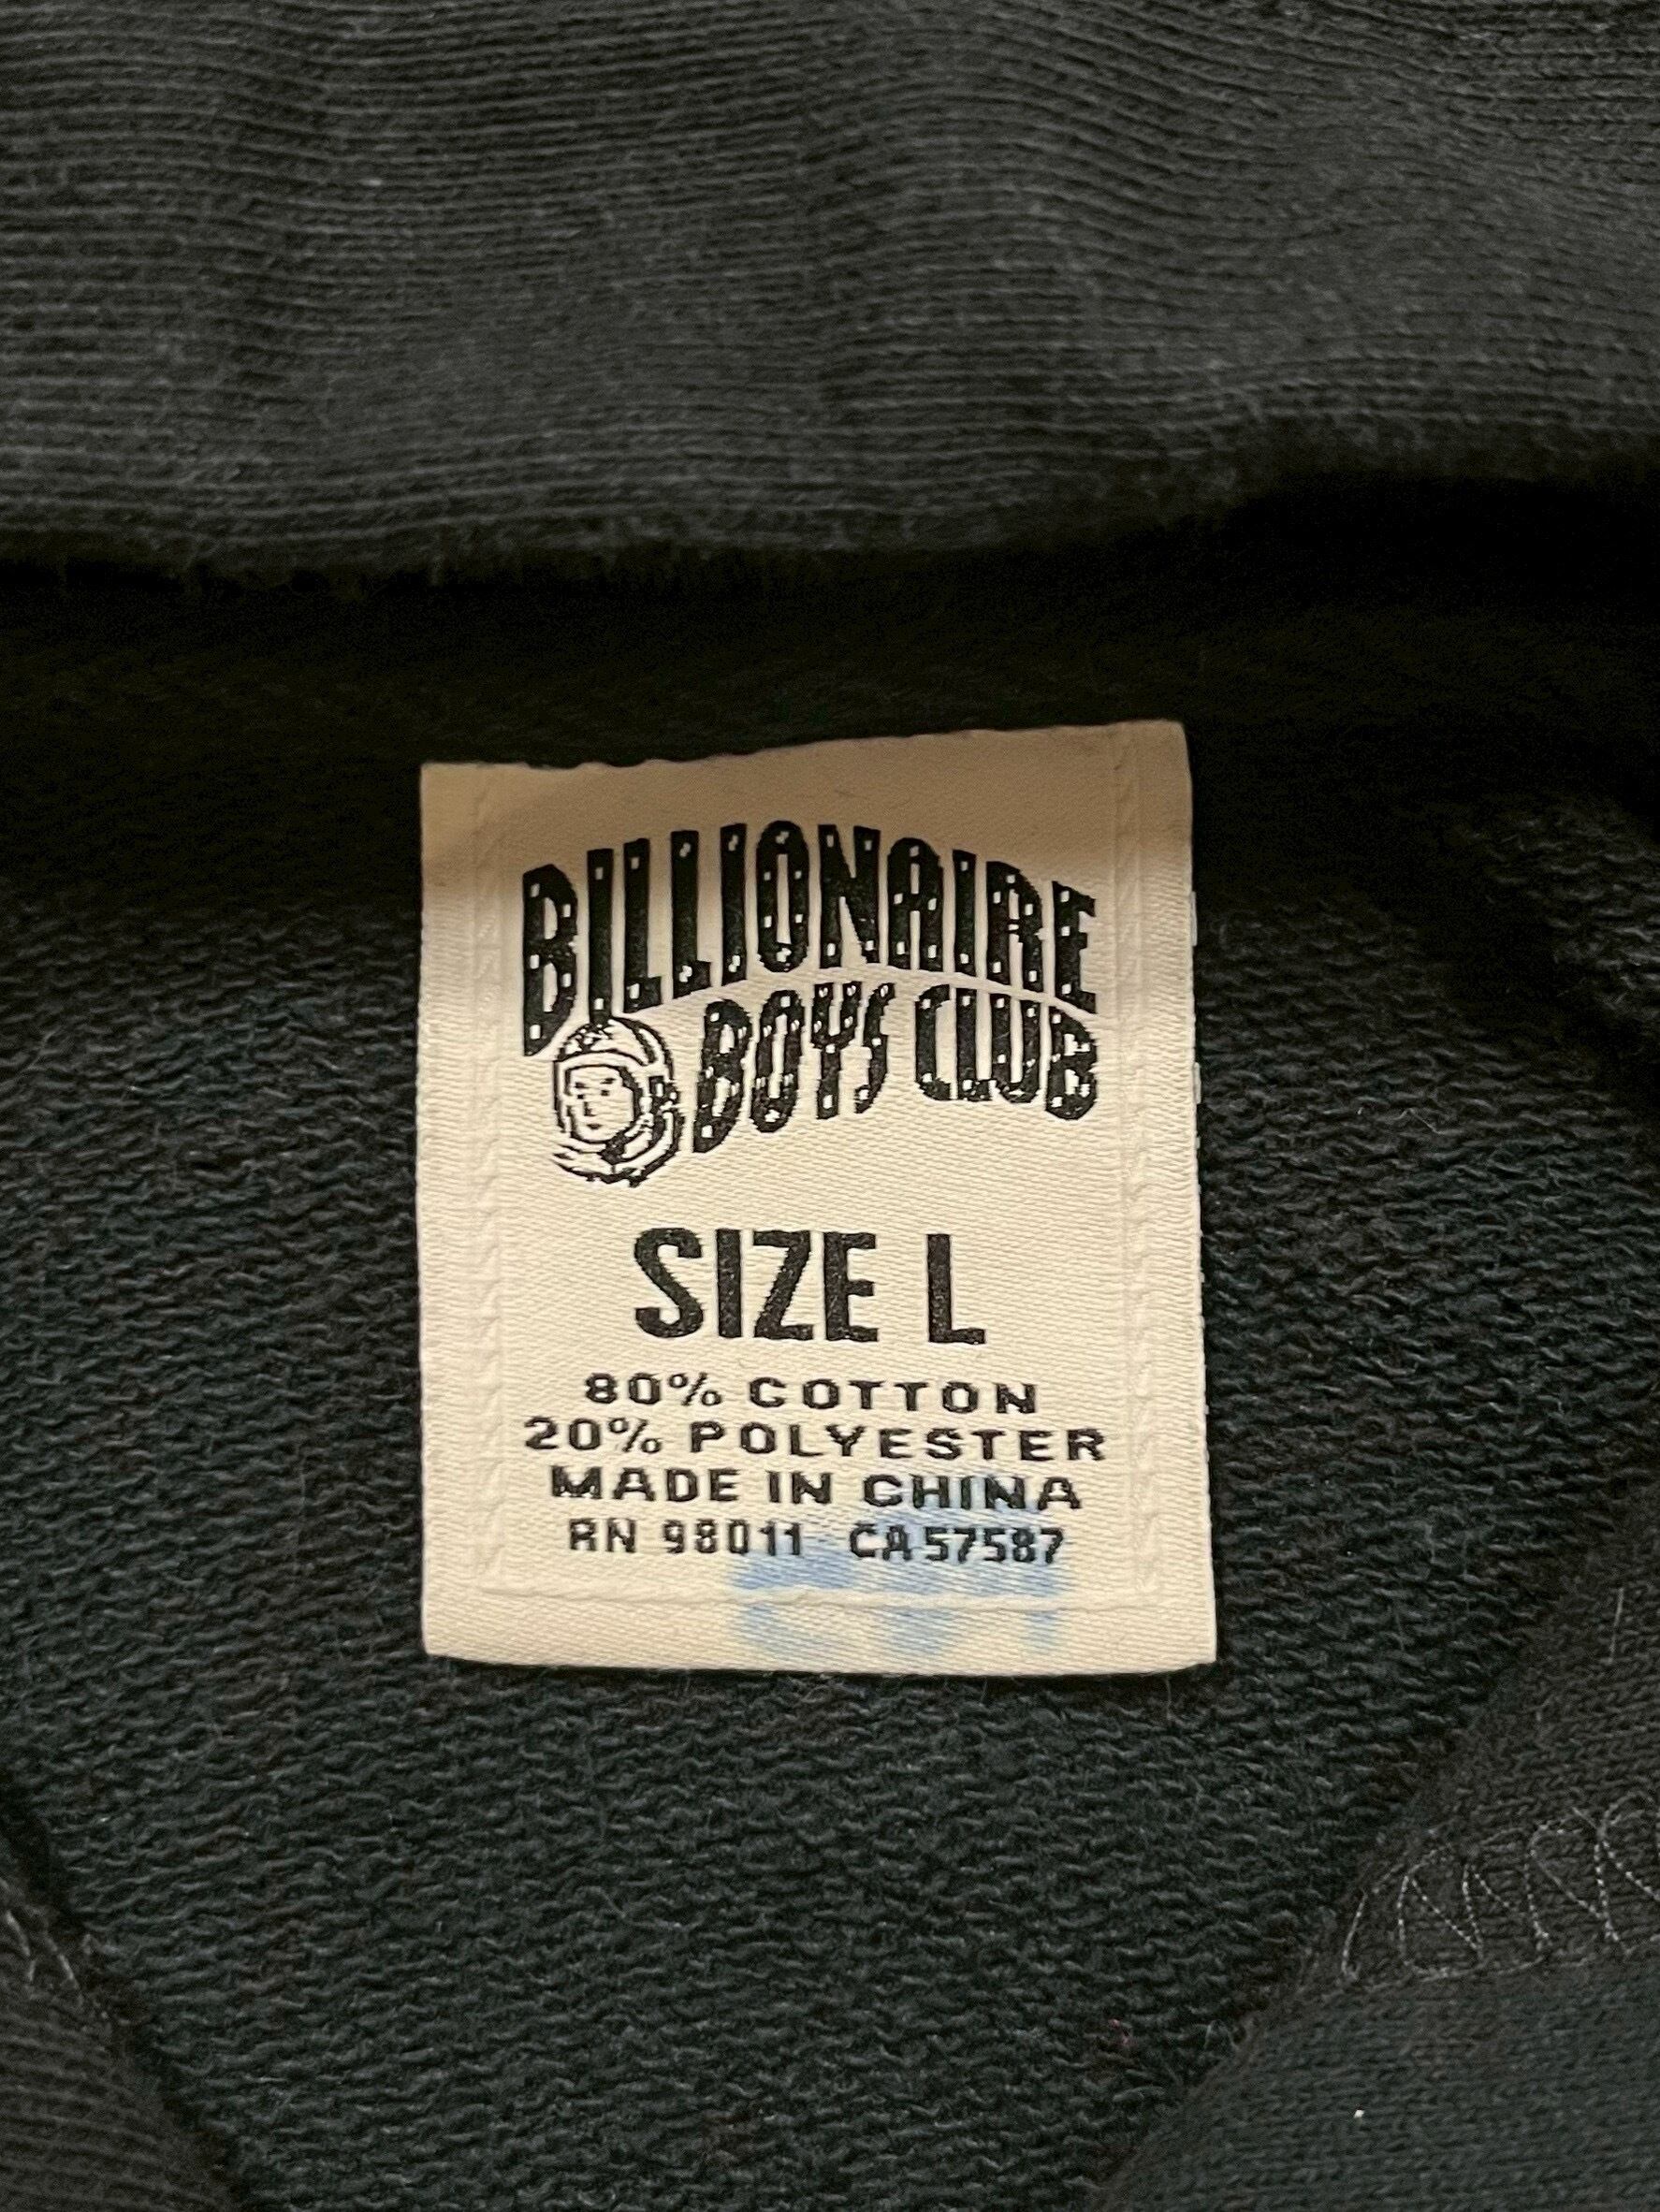 BILLIONAIRE
BOYS CLUB
SIZE L
80% COTTON
20% POLYESTER
MADE IN CHINA
RN 98011 CA 57587